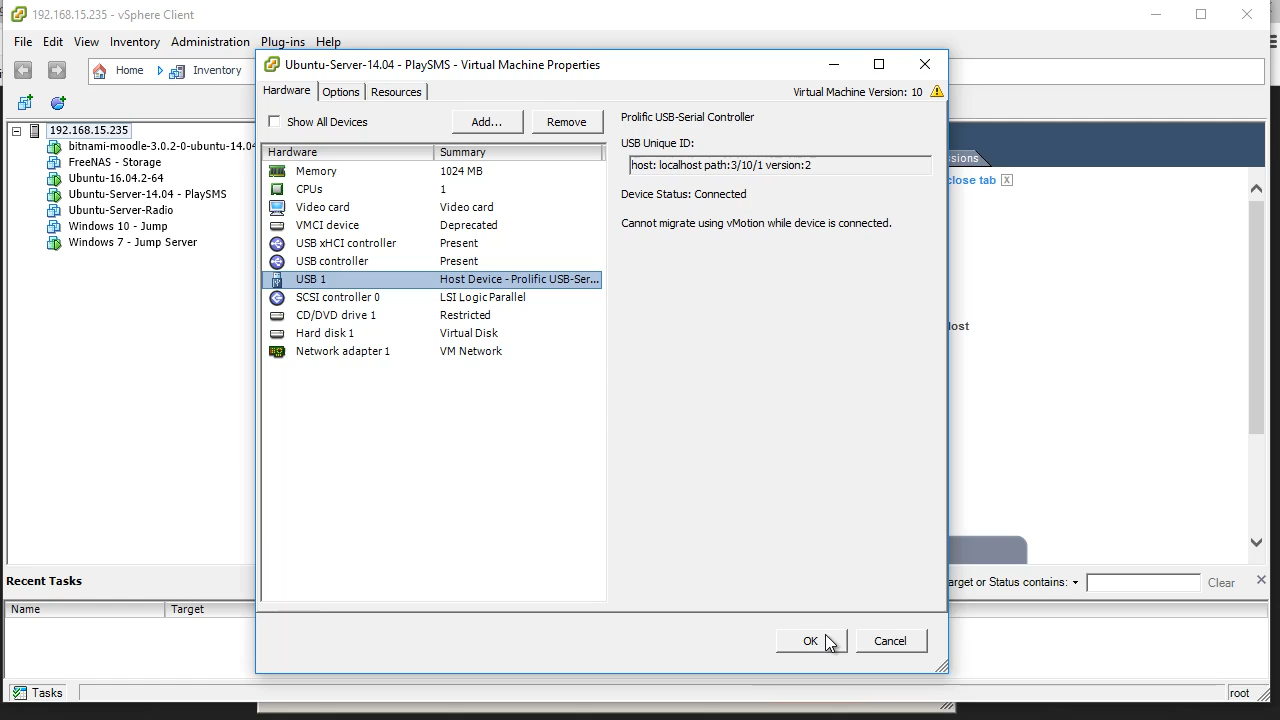 192.168.15.235 - vSphere Client
File Edit View Inventory Administration Plug-ins Help
Home Inventory
192.168.15.235
bitnami-moodle-3.0.2-0-ubuntu-14.04
FreeNAS - Storage
Ubuntu-16.04.2-64
Ubuntu-Server-14.04 - PlaySMS
Ubuntu-Server-Radio
Windows 10 - Jump
Windows 7 - Jump Server
Ubuntu-Server-14.04 - PlaySMS - Virtual Machine Properties
Hardware Options Resources
Virtual Machine Version: 10
Show All Devices
Add...
Remove
Hardware Summary
Memory 1024 MB
CPUs 1
Video card Video card
VMCI device Deprecated
USB xHCI controller Present
USB controller Present
USB 1 Host Device - Prolific USB-Ser...
SCSI controller 0 LSI Logic Parallel
CD/DVD drive 1 Restricted
Hard disk 1 Virtual Disk
Network adapter 1 VM Network
Prolific USB-Serial Controller
USB Unique ID:
host: localhost path:3/10/1 version:2
Device Status: Connected
Cannot migrate using vMotion while device is connected.
OK
Cancel
ssions
close tab X
lost
Recent Tasks
arget or Status contains:
Clear
Name Target
Tasks
root